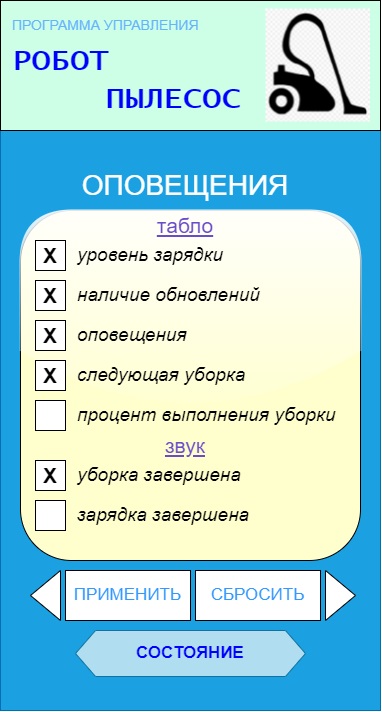 ПРОГРАММА УПРАВЛЕНИЯ
РОБОТ
ПЫЛЕСОС
ОПОВЕЩЕНИЯ
табло
X уровень зарядки
X наличие обновлений
X оповещения
X следующая уборка
процент выполнения уборки
звук
X уборка завершена
зарядка завершена
ПРИМЕНИТЬ СБРОСИТЬ
СОСТОЯНИЕ